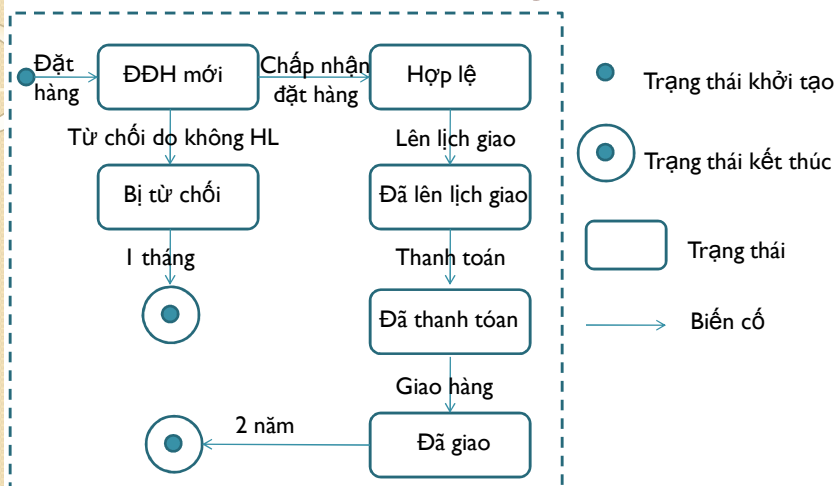 Đặt
hàng
ĐĐH mới
Chấp nhận
đặt hàng
Hợp lệ
Từ chối do không HL
Lên lịch giao
Bị từ chối
Đã lên lịch giao
1 tháng
Thanh toán
Đã thanh tóan
Giao hàng
2 năm
Đã giao
Trạng thái khởi tạo
Trạng thái kết thúc
Trạng thái
Biến cố